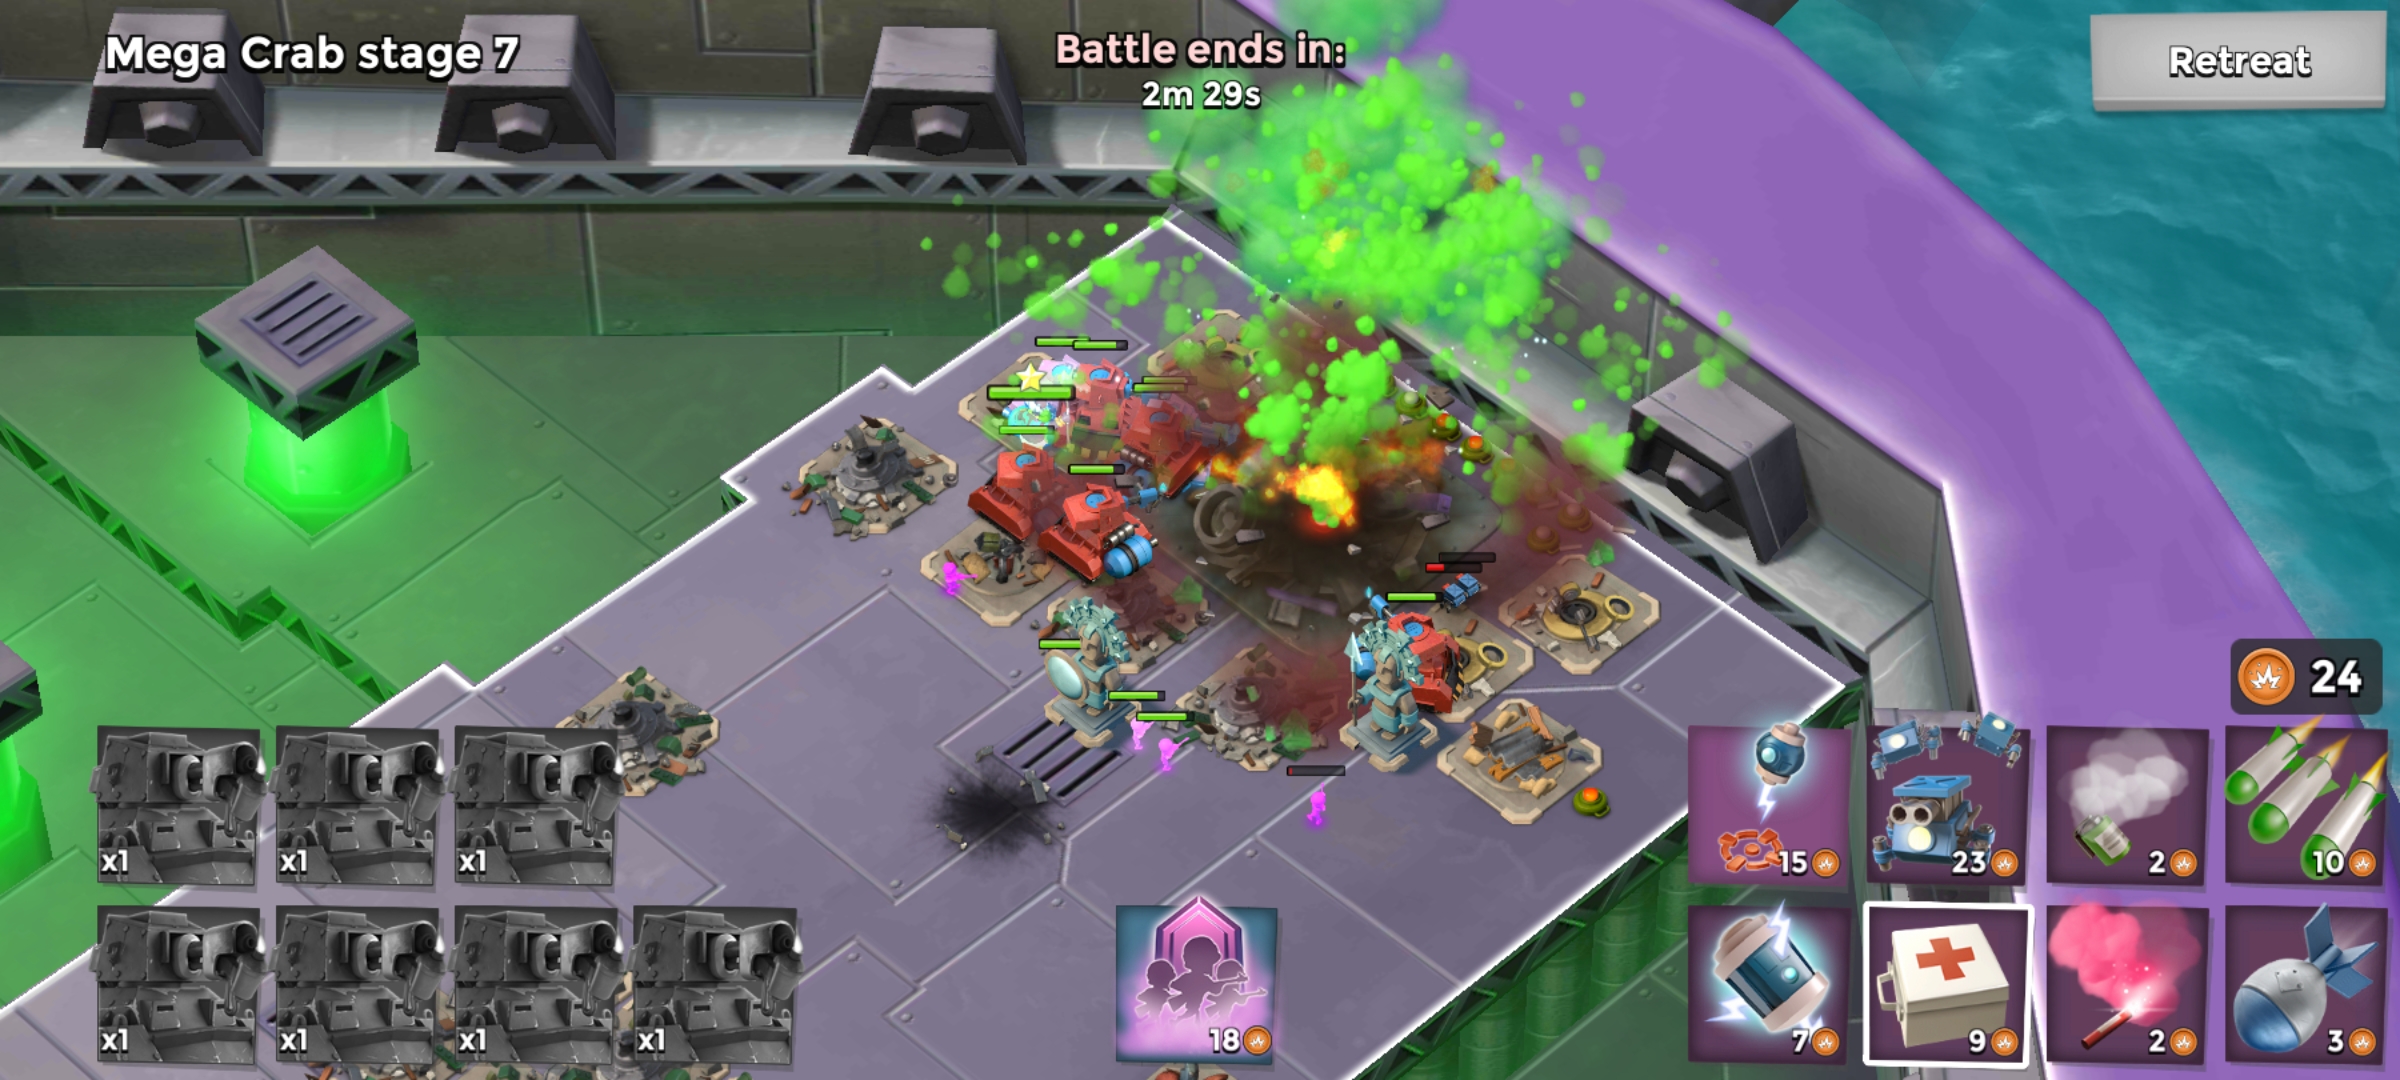 Mega Crab stage 7
Battle ends in:
2m 29s
Retreat
24
x1
x1
x1
15
23
2
10
x1
x1
x1
x1
18
7
9
2
3